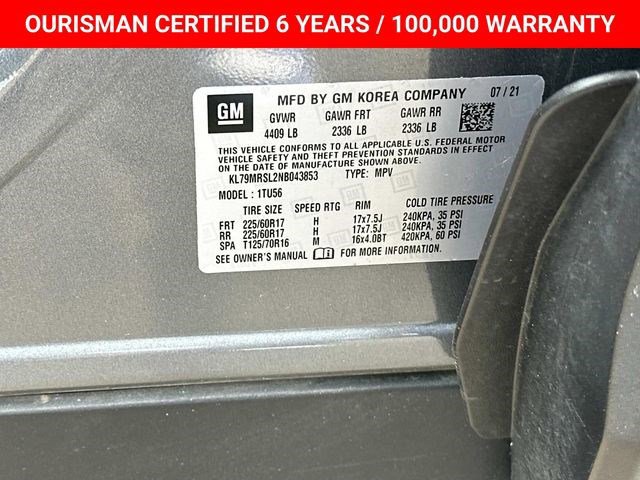 OURISMAN CERTIFIED 6 YEARS / 100,000 WARRANTY
GM MFD BY GM KOREA COMPANY 07/21
GVWR GAWR FRT GAWR RR
4409 LB 2336 LB 2336 LB
THIS VEHICLE CONFORMS TO ALL APPLICABLE U.S. FEDERAL MOTOR
VEHICLE SAFETY AND THEFT PREVENTION STANDARDS IN EFFECT ON
THE DATE OF MANUFACTURE SHOWN ABOVE.
KL79MRSL2NB043853 TYPE: MPV
MODEL : 1TU56
TIRE SIZE SPEED RTG RIM COLD TIRE PRESSURE
FRT 225/60R17 H 17x7.5J 240KPA, 35 PSI
RR 225/60R17 H 17x7.5J 240KPA, 35 PSI
SPA T125/70R16 M 16x4.0BT 420KPA, 60 PSI
SEE OWNER'S MANUAL FOR MORE INFORMATION.